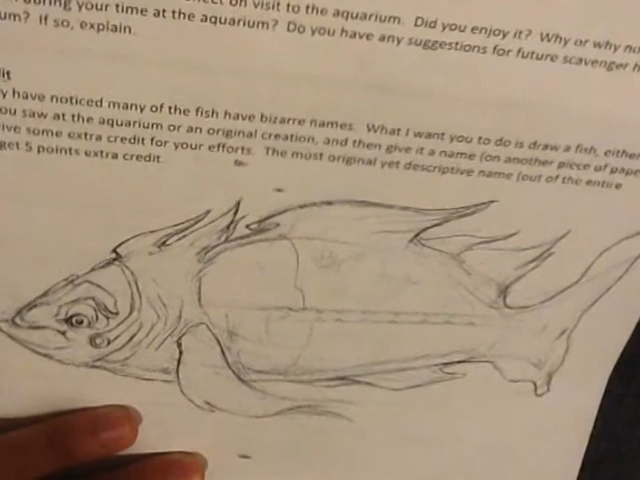 on visit to the aquarium. Did you enjoy it? Why or why no
your time at the aquarium? Do you have any suggestions for future scavenger h
um? If so, explain.
it
y have noticed many of the fish have bizarre names. What I want you to do is draw a fish, either
ou saw at the aquarium or an original creation, and then give it a name (on another piece of pape
ive some extra credit for your efforts. The most original yet descriptive name (out of the entire
get 5 points extra credit.